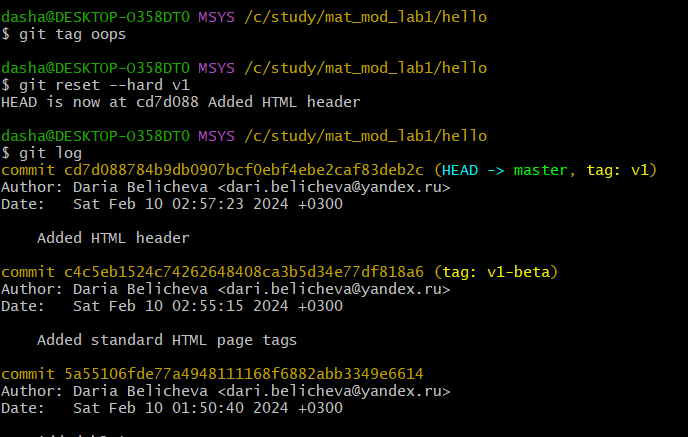 dasha@DESKTOP-O358DT0 MSYS /c/study/mat_mod_lab1/hello
$ git tag oops
dasha@DESKTOP-O358DT0 MSYS /c/study/mat_mod_lab1/hello
$ git reset --hard v1
HEAD is now at cd7d088 Added HTML header
dasha@DESKTOP-O358DT0 MSYS /c/study/mat_mod_lab1/hello
$ git log
commit cd7d088784b9db0907bcf0ebf4ebe2caf83deb2c (HEAD -> master, tag: v1)
Author: Daria Belicheva <dari.belicheva@yandex.ru>
Date:   Sat Feb 10 02:57:23 2024 +0300
Added HTML header
commit c4c5eb1524c74262648408ca3b5d34e77df818a6 (tag: v1-beta)
Author: Daria Belicheva <dari.belicheva@yandex.ru>
Date:   Sat Feb 10 02:55:15 2024 +0300
Added standard HTML page tags
commit 5a55106fde77a4948111168f6882abb3349e6614
Author: Daria Belicheva <dari.belicheva@yandex.ru>
Date:   Sat Feb 10 01:50:40 2024 +0300